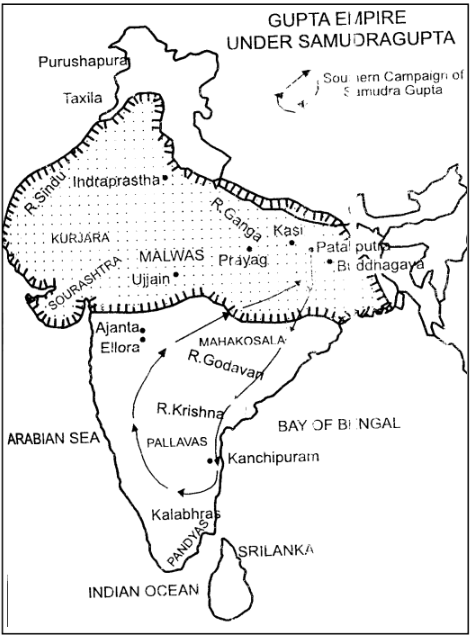 GUPTA EMPIRE
UNDER SAMUDRAGUPTA
Southern Campaign of
Samudra Gupta
Purushapura
Taxila
R.Sindu
Indraprastha
R.Ganga
KURJARA
Kasi
Pataliputra
MALWAS
Prayag
Buddhagaya
SOURASHTRA
Ujjain
Ajanta
Ellora
MAHAKOSALA
R.Godavari
R.Krishna
BAY OF BENGAL
ARABIAN SEA
PALLAVAS
Kanchipuram
Kalabhras
PANDYAS
SRILANKA
INDIAN OCEAN